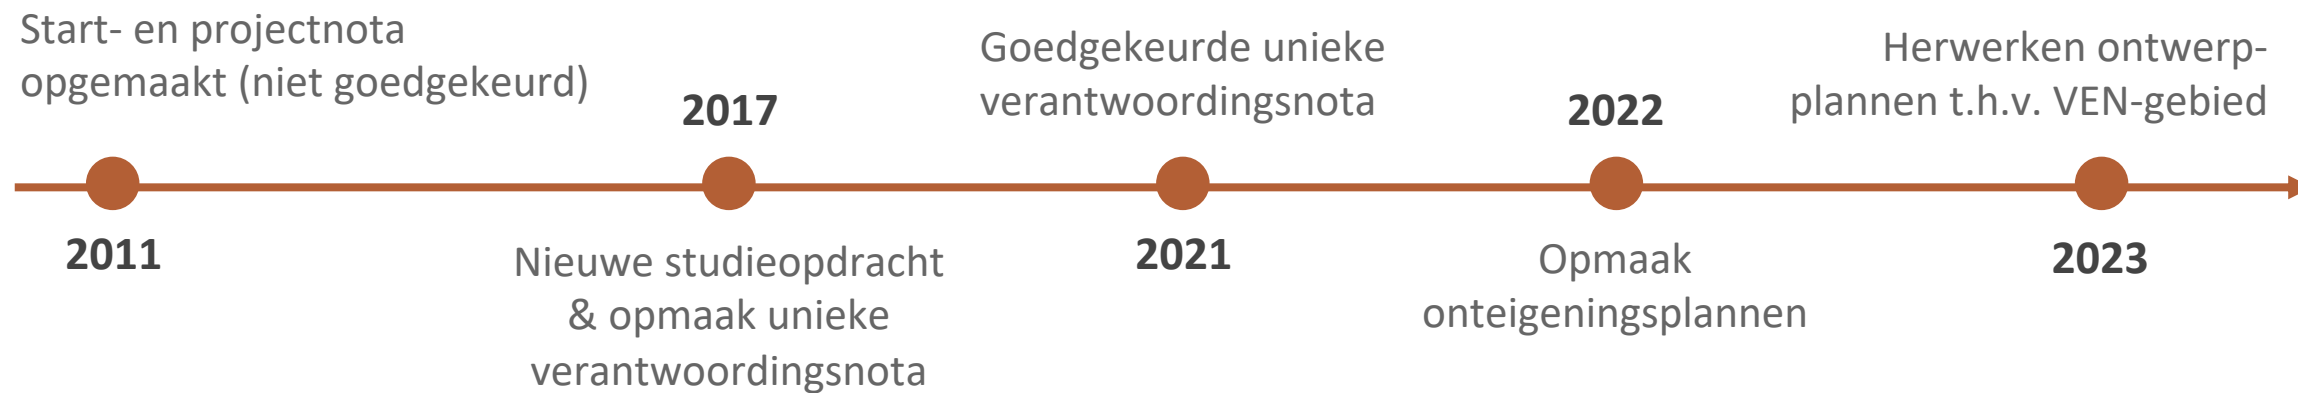 Start- en projectnota
opgemaakt (niet goedgekeurd)
2011
2017
Nieuwe studieopdracht
& opmaak unieke
verantwoordingsnota
Goedgekeurde unieke
verantwoordingsnota
2021
2022
Opmaak
onteigeningsplannen
Herwerken ontwerp-
plannen t.h.v. VEN-gebied
2023